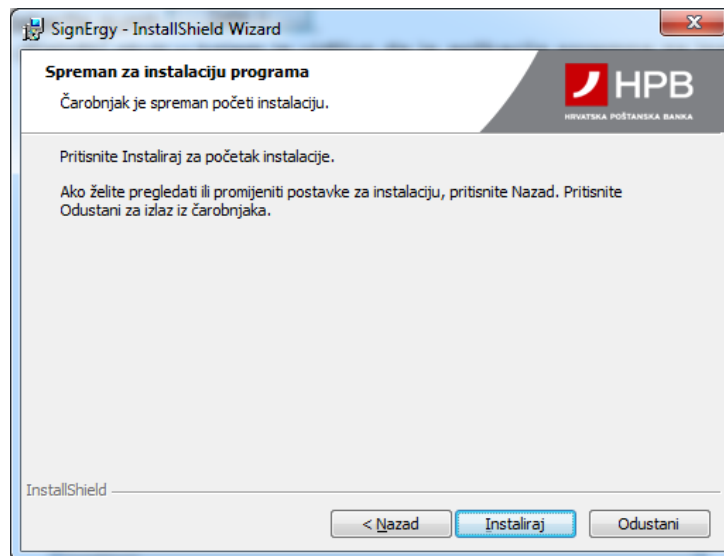 SignErgy - InstallShield Wizard
Spreman za instalaciju programa
Čarobnjak je spreman početi instalaciju.
HPB
HRVATSKA POŠTANSKA BANKA
Pritisnite Instaliraj za početak instalacije.
Ako želite pregledati ili promijeniti postavke za instalaciju, pritisnite Nazad. Pritisnite
Odustani za izlaz iz čarobnjaka.
InstallShield
< Nazad
Instaliraj
Odustani